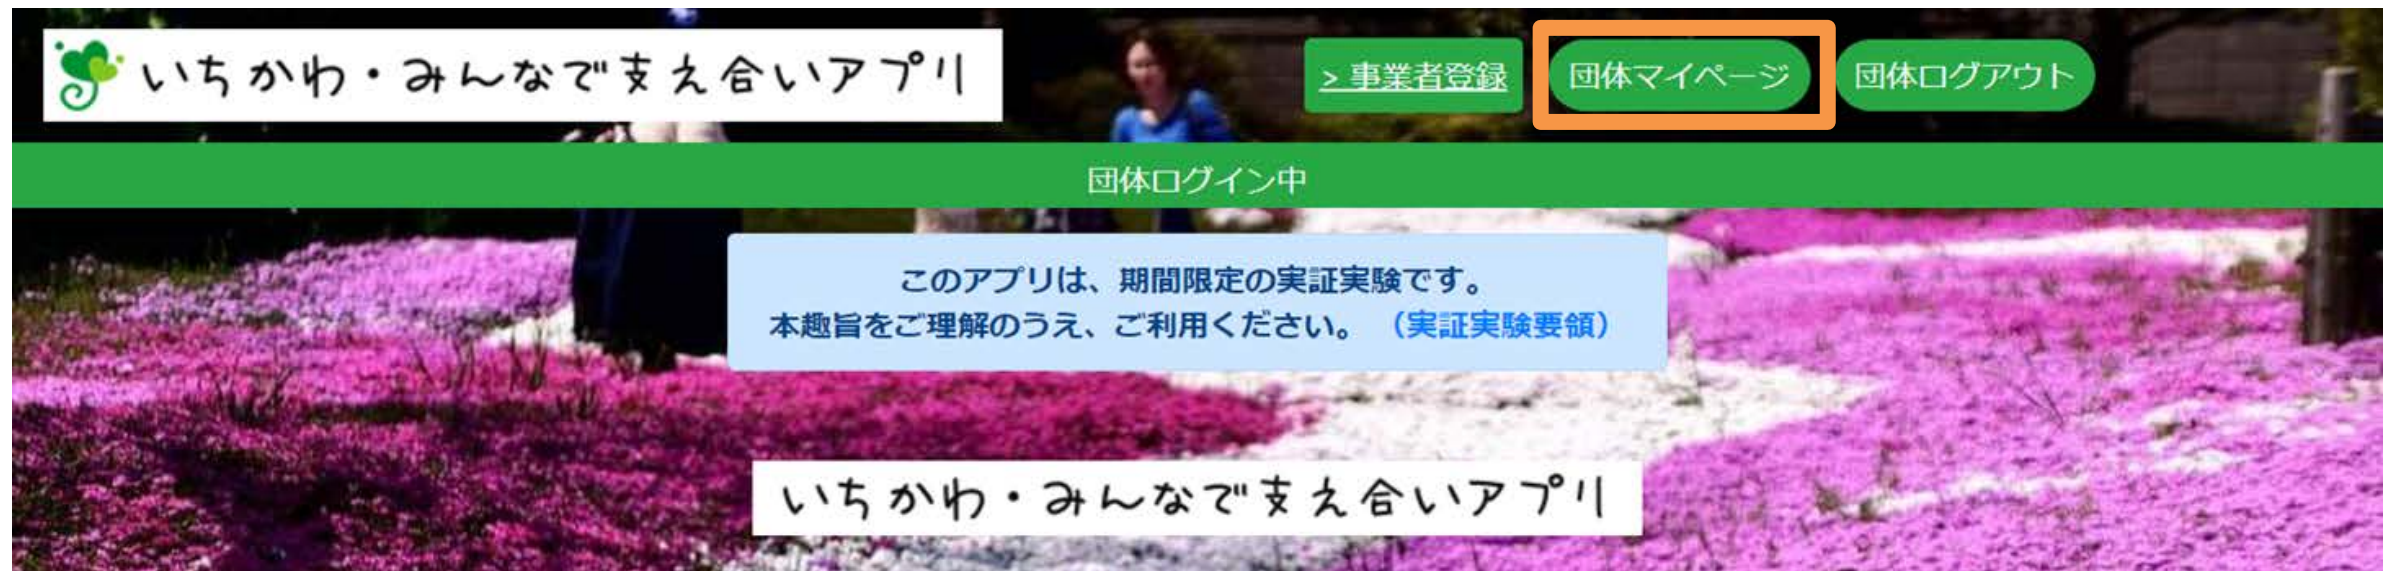 いちかわ・みんなで支え合いアプリ
> 事業者登録
団体マイページ
団体ログアウト
団体ログイン中
このアプリは、期間限定の実証実験です。
本趣旨をご理解のうえ、ご利用ください。 （実証実験要領）
いちかわ・みんなで支え合いアプリ